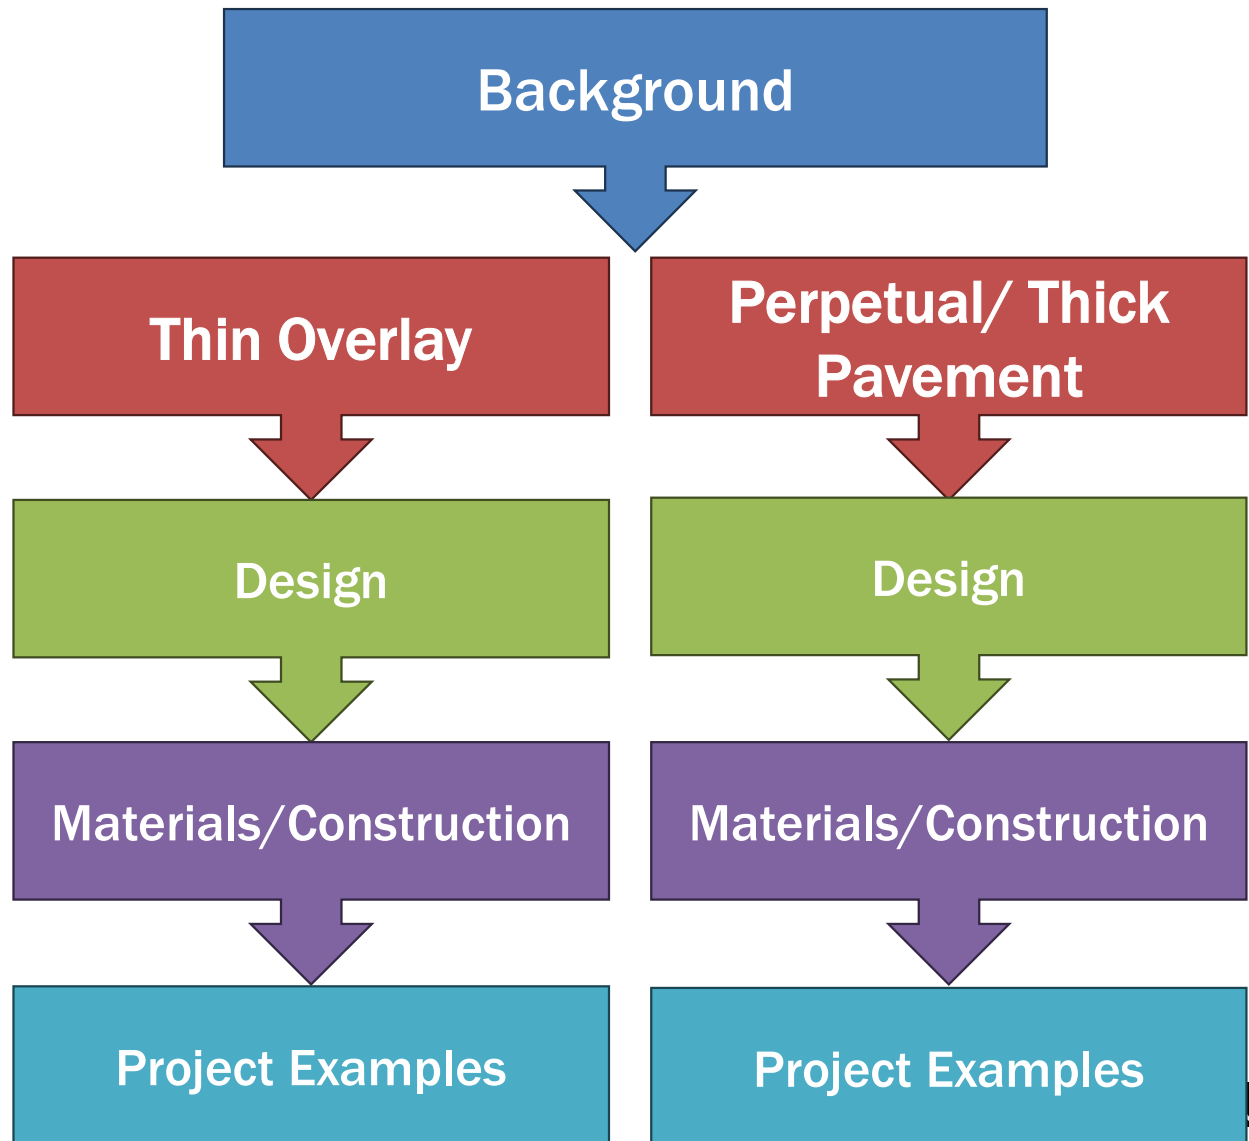 Background
Thin Overlay
Perpetual/ Thick
Pavement
Design
Design
Materials/Construction
Materials/Construction
Project Examples
Project Examples